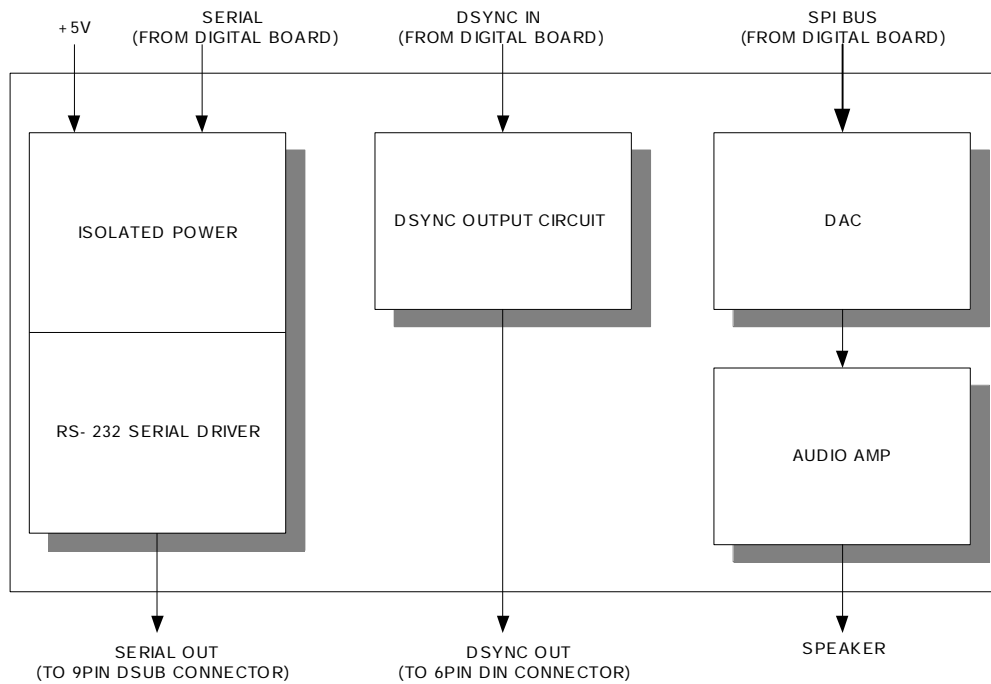 +5V
SERIAL
(FROM DIGITAL BOARD)
DSYNC IN
(FROM DIGITAL BOARD)
SPI BUS
(FROM DIGITAL BOARD)
ISOLATED POWER
RS-232 SERIAL DRIVER
DSYNC OUTPUT CIRCUIT
DAC
AUDIO AMP
SERIAL OUT
(TO 9PIN DSUB CONNECTOR)
DSYNC OUT
(TO 6PIN DIN CONNECTOR)
SPEAKER